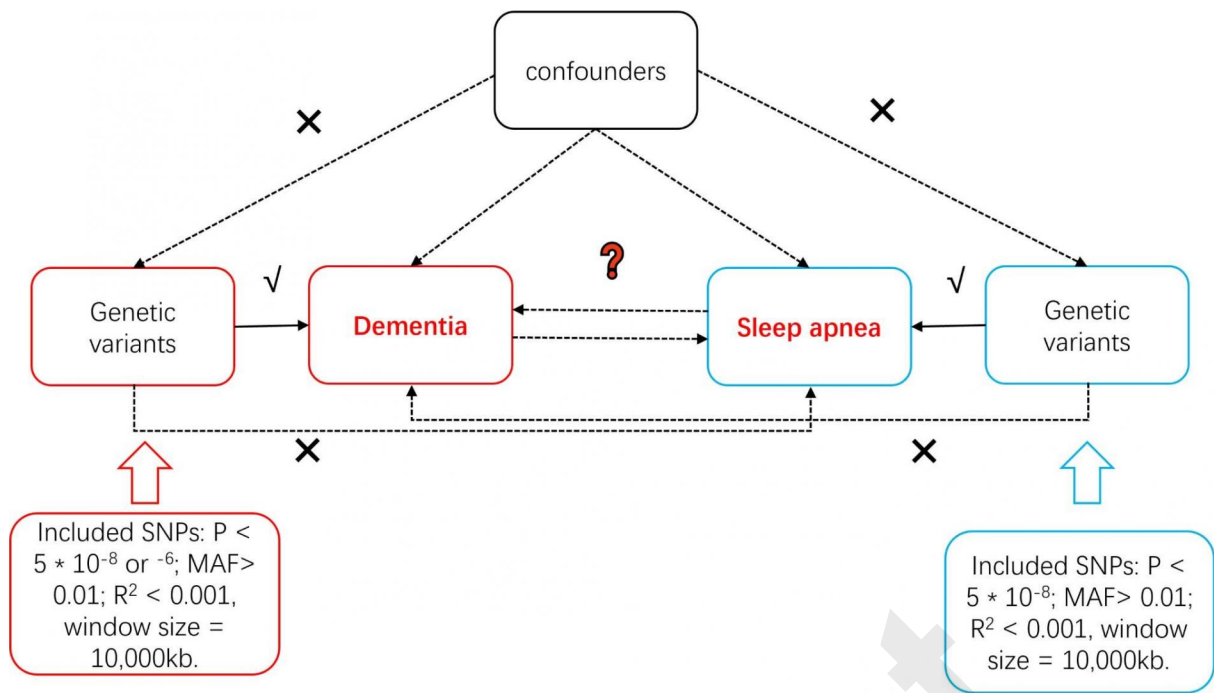 confounders
×
×
?
√
√
Genetic
variants
Dementia
Sleep apnea
Genetic
variants
×
×
Included SNPs: P <
5 * 10⁻⁸ or ⁻⁶; MAF>
0.01; R² < 0.001,
window size =
10,000kb.
Included SNPs: P <
5 * 10⁻⁸; MAF> 0.01;
R² < 0.001, window
size = 10,000kb.